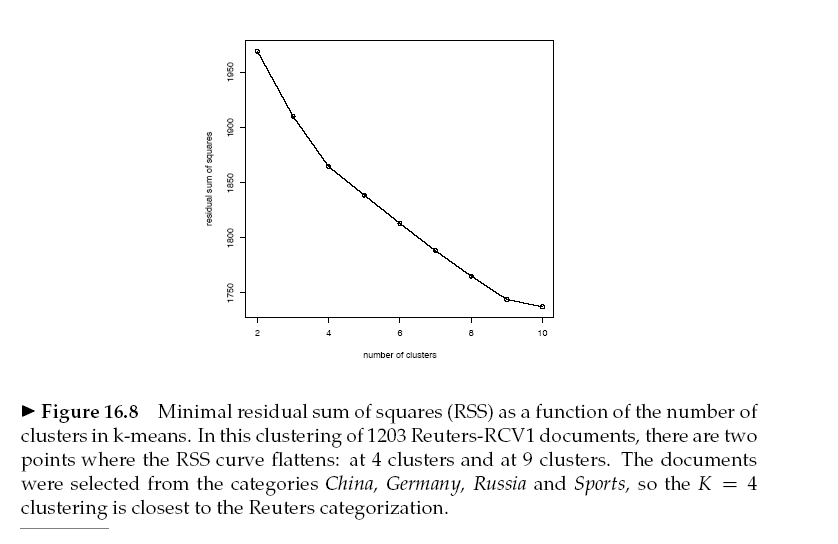 1950
1900
1850
1800
1750
residual sum of squares
2 4 6 8 10
number of clusters
► Figure 16.8 Minimal residual sum of squares (RSS) as a function of the number of
clusters in k-means. In this clustering of 1203 Reuters-RCV1 documents, there are two
points where the RSS curve flattens: at 4 clusters and at 9 clusters. The documents
were selected from the categories China, Germany, Russia and Sports, so the K = 4
clustering is closest to the Reuters categorization.